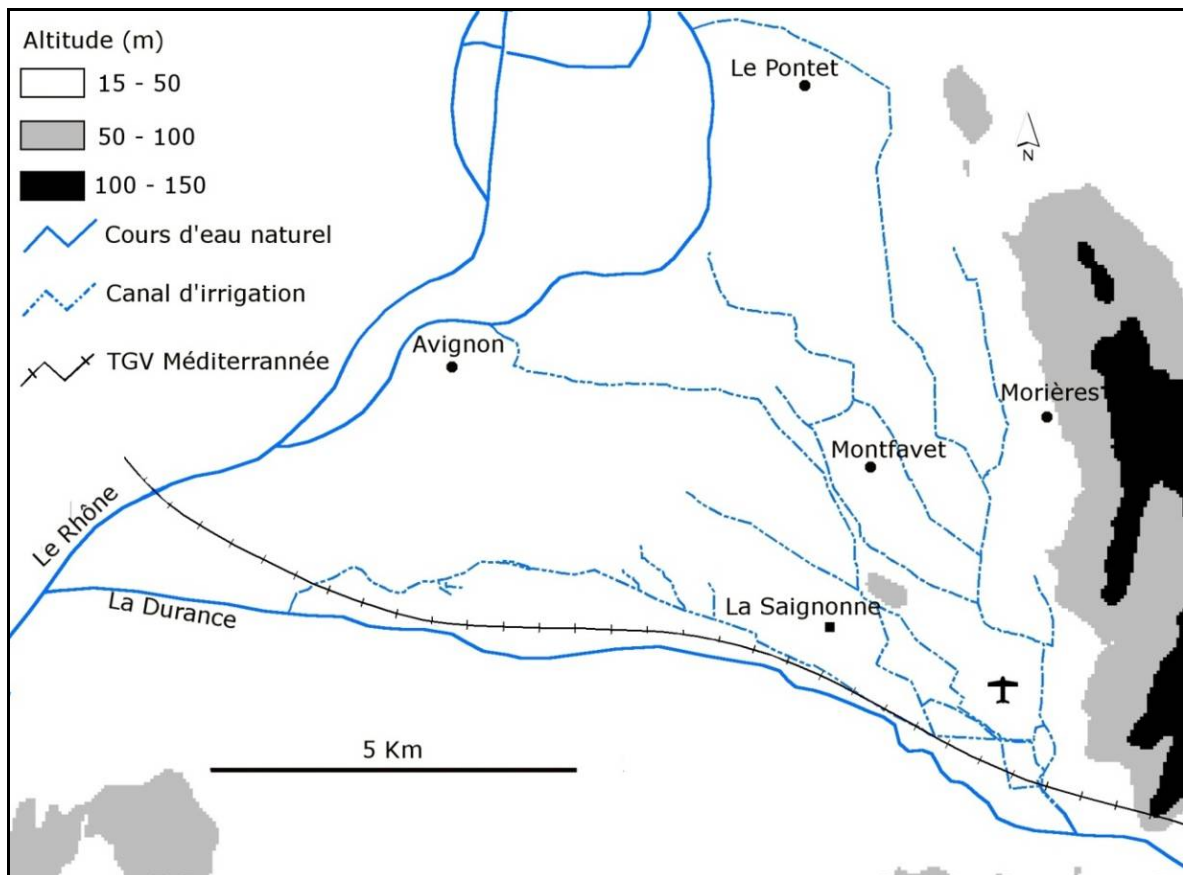 Altitude (m)
15 - 50
50 - 100
100 - 150
Cours d'eau naturel
Canal d'irrigation
TGV Méditerrannée
Le Pontet
N
Avignon
Morières
Montfavet
Le Rhône
La Durance
La Saignonne
5 Km